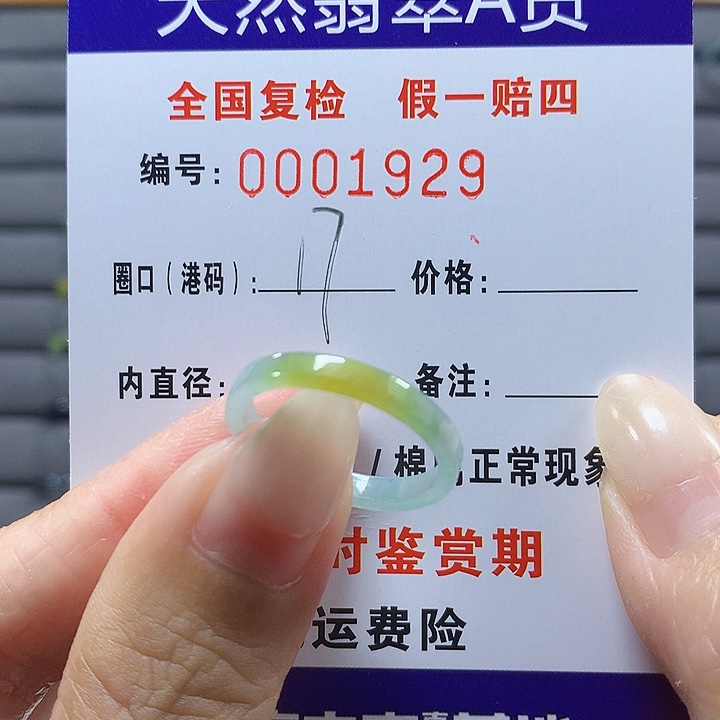 天然翡翠A货
全国复检 假一赔四
编号: 0001929
圈口（港码）: 17 价格:
内直径: 备注:
/棉 正常现象
时鉴赏期
运费险